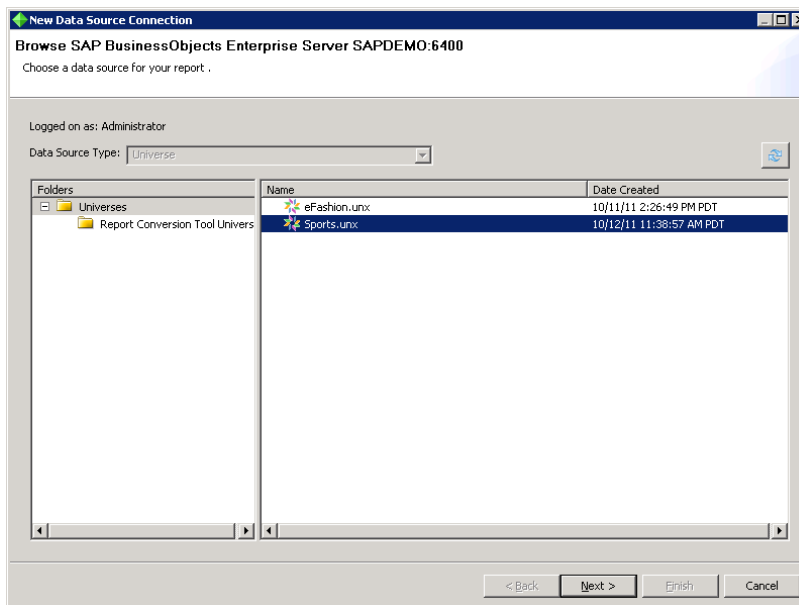 New Data Source Connection
Browse SAP BusinessObjects Enterprise Server SAPDEMO:6400
Choose a data source for your report .
Logged on as: Administrator
Data Source Type: Universe
Folders
Name
Date Created
Universes
eFashion.unx
10/11/11 2:26:49 PM PDT
Report Conversion Tool Univers
Sports.unx
10/12/11 11:38:57 AM PDT
< Back
Next >
Finish
Cancel